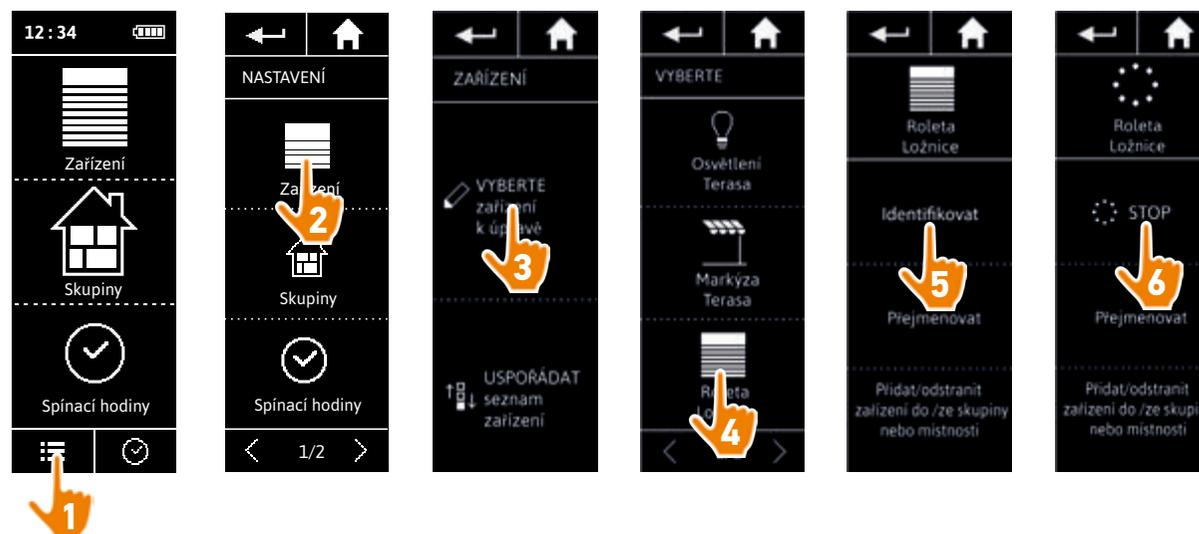 12:34
Zařízení
Skupiny
Spínací hodiny
1
NASTAVENÍ
Zařízení
2
Skupiny
Spínací hodiny
1/2
ZAŘÍZENÍ
VYBERTE
zařízení
k úpravě
3
USPOŘÁDAT
seznam
zařízení
VYBERTE
Osvětlení
Terasa
Markýza
Terasa
Roleta
4
Roleta
Ložnice
Identifikovat
5
Přejmenovat
Přidat/odstranit
zařízení do /ze skupiny
nebo místnosti
Roleta
Ložnice
STOP
6
Přejmenovat
Přidat/odstranit
zařízení do /ze skupi
nebo místnosti